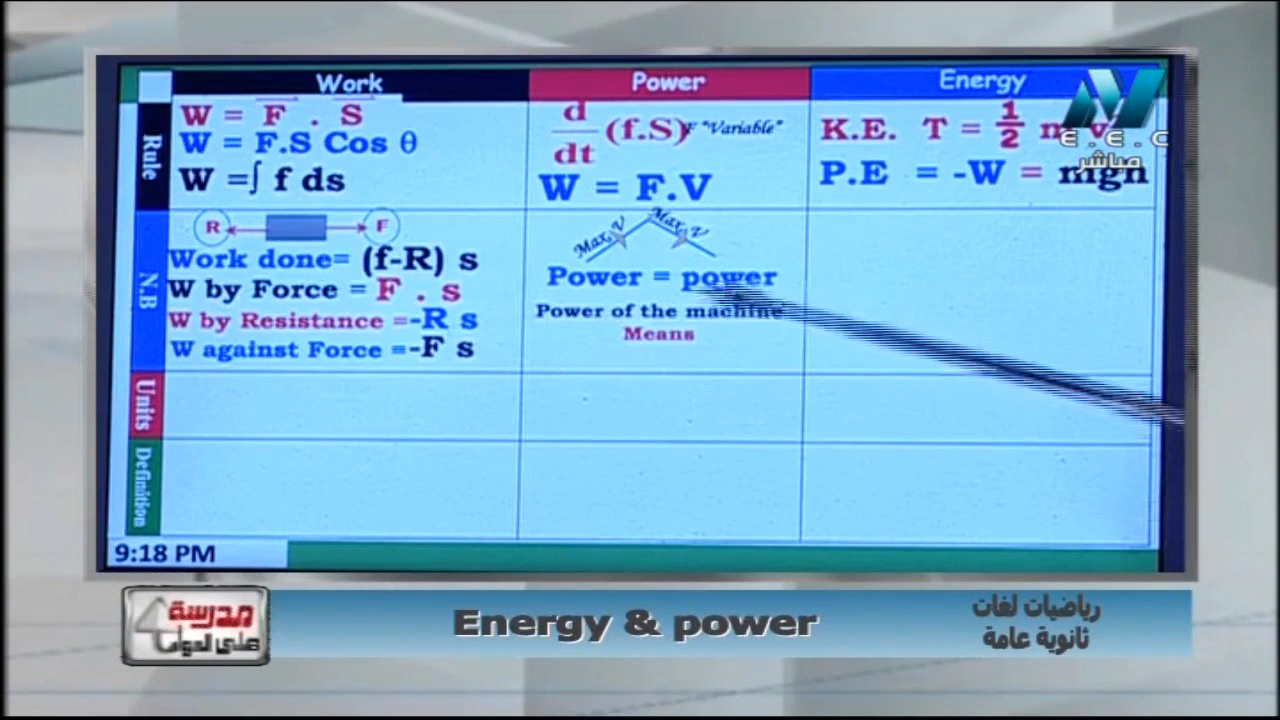 Work
Power
Energy
Rule
W = F . S
W = F.S Cos θ
W =∫ f ds
d/dt (f.S) F "Variable"
W = F.V
K.E. T = 1/2 m v
P.E = -W = mgh
E.E.C
مباشر
N.B
R F
Work done= (f-R) s
W by Force = F . s
W by Resistance =-R s
W against Force =-F s
Max V Max V
Power = power
Power of the machine
Means
Units
Definition
9:18 PM
مدرسة
على الهواء
4
Energy & power
رياضيات لغات
ثانوية عامة